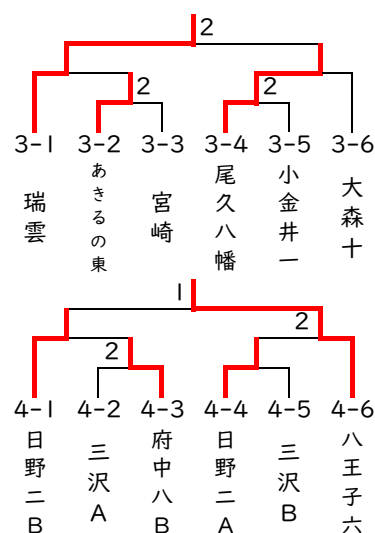 2
2
2
3-1 3-2 3-3 3-4 3-5 3-6
瑞雲
あきるの東
宮崎
尾久八幡
小金井一
大森十
1
2
2
4-1 4-2 4-3 4-4 4-5 4-6
日野二B
三沢A
府中八B
日野二A
三沢B
八王子六